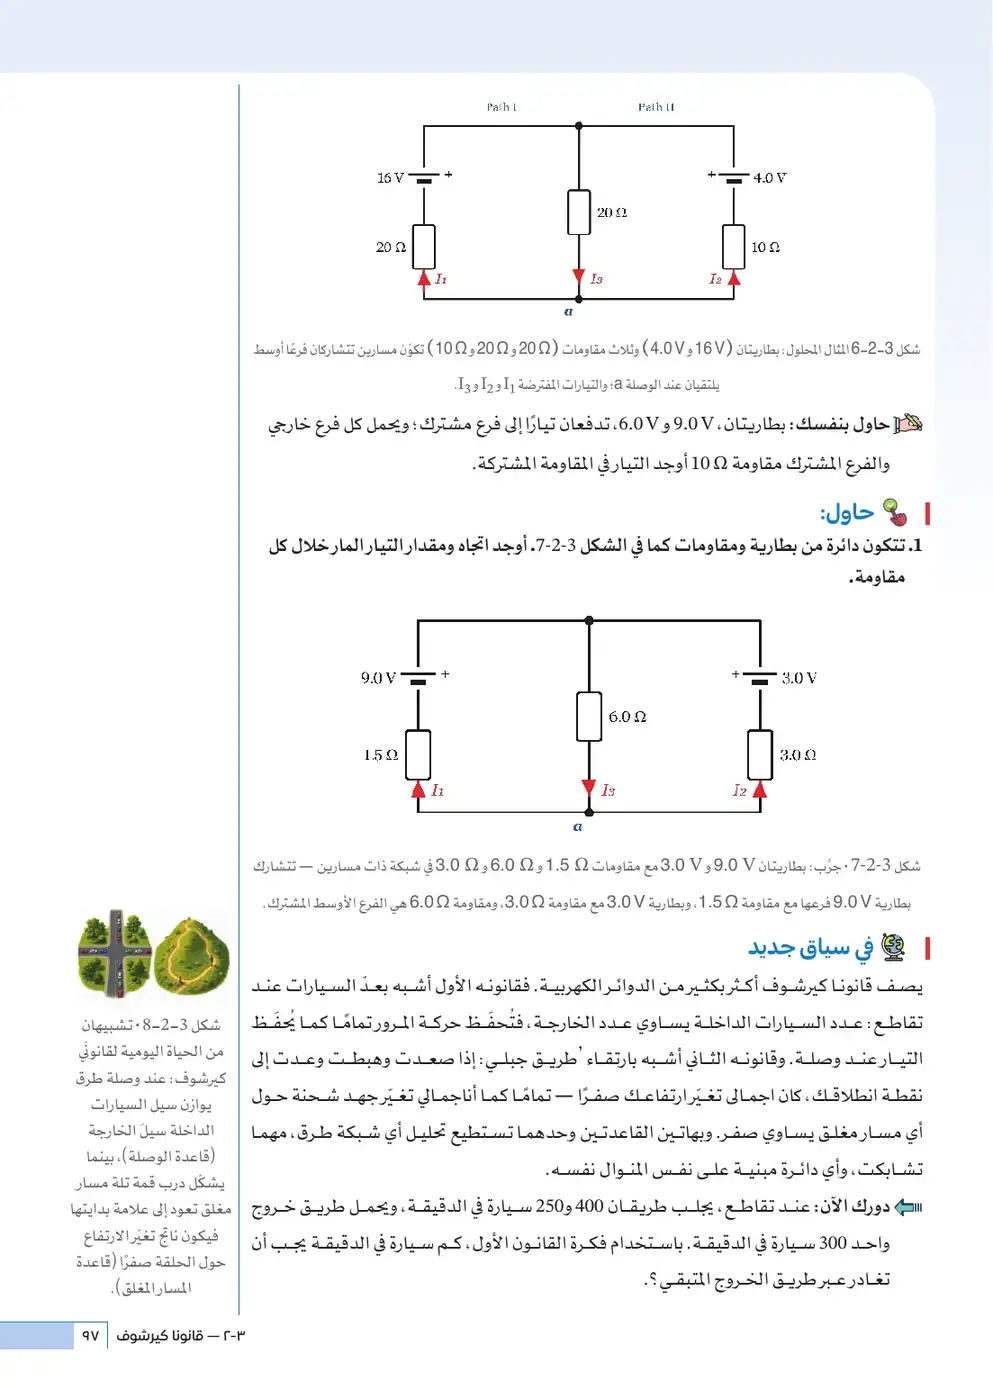 Path I
Path II
16 V
+
+
4.0 V
20 Ω
20 Ω
10 Ω
I1
I3
I2
a
شكل 3-2-6 المثال المحلول: بطاريتان (16 V و 4.0 V) وثلاث مقاومات (20 Ω و 20 Ω و 10 Ω) تكوّن مسارين تتشاركان فرعًا أوسط
يلتقيان عند الوصلة a؛ والتيارات المفترضة I1 و I2 و I3.
حاول بنفسك: بطاريتان، 9.0 V و 6.0 V، تدفعان تيارًا إلى فرع مشترك؛ ويحمل كل فرع خارجي
والفرع المشترك مقاومة 10 Ω أوجد التيار في المقاومة المشتركة.
حاول:
1. تتكون دائرة من بطارية ومقاومات كما في الشكل 3-2-7. أوجد اتجاه ومقدار التيار المار خلال كل
مقاومة.
9.0 V
+
+
3.0 V
6.0 Ω
1.5 Ω
3.0 Ω
I1
I3
I2
a
شكل 3-2-7 · جرِّب: بطاريتان 9.0 V و 3.0 V مع مقاومات 1.5 Ω و 6.0 Ω و 3.0 Ω في شبكة ذات مسارين — تتشارك
بطارية 9.0 V فرعها مع مقاومة 1.5 Ω، وبطارية 3.0 V مع مقاومة 3.0 Ω، ومقاومة 6.0 Ω هي الفرع الأوسط المشترك.
في سياق جديد
يصف قانونا كيرشوف أكثر بكثير من الدوائر الكهربية. فقانونه الأول أشبه بعدّ السيارات عند
تقاطع: عدد السيارات الداخلة يساوي عدد الخارجة، فتُحفَظ حركة المرور تمامًا كما يُحفَظ
التيار عند وصلة. وقانونه الثاني أشبه بارتقاء ’طريق جبلي: إذا صعدت وهبطت وعدت إلى
نقطة انطلاقك، كان اجمالى تغيّر ارتفاعك صفرًا — تمامًا كما أناجمالي تغيّر جهد شحنة حول
أي مسار مغلق يساوي صفر. وبهاتين القاعدتين وحدهما تستطيع تحليل أي شبكة طرق، مهما
تشابكت، وأي دائرة مبنية على نفس المنوال نفسه.
دورك الآن: عند تقاطع، يجلب طريقان 400 و250 سيارة في الدقيقة، ويحمل طريق خروج
واحد 300 سيارة في الدقيقة. باستخدام فكرة القانون الأول، كم سيارة في الدقيقة يجب أن
تغادر عبر طريق الخروج المتبقي؟.
شكل 3-2-8 · تشبيهان
من الحياة اليومية لقانونَي
كيرشوف: عند وصلة طرق
يوازن سيل السيارات
الداخلة سيلَ الخارجة
(قاعدة الوصلة)، بينما
يشكّل درب قمة تلة مسار
مغلق تعود إلى علامة بدايتها
فيكون ناتج تغيّر الارتفاع
حول الحلقة صفرًا (قاعدة
المسار المغلق).
٣-٢ — قانونا كيرشوف
٩٧